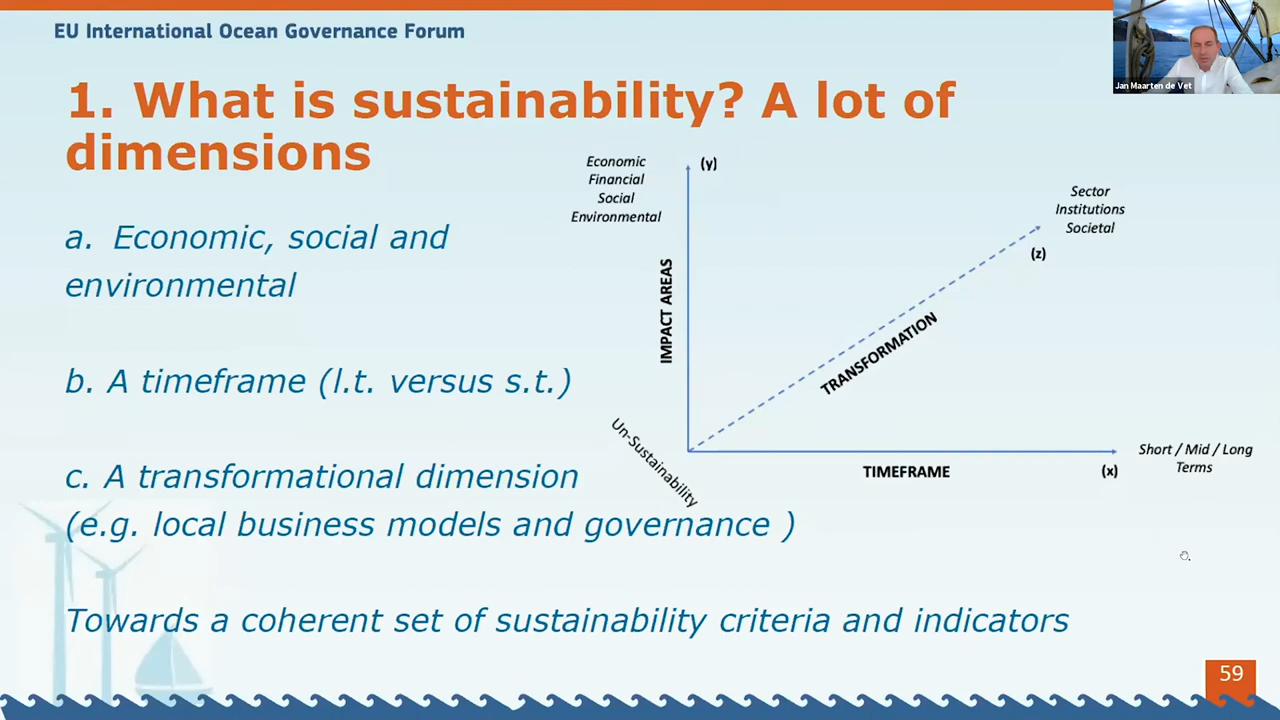 EU International Ocean Governance Forum
Jan Maarten de Vet
1. What is sustainability? A lot of
dimensions
a. Economic, social and
environmental
b. A timeframe (l.t. versus s.t.)
c. A transformational dimension
(e.g. local business models and governance )
Towards a coherent set of sustainability criteria and indicators
Economic
Financial
Social
Environmental
(y)
IMPACT AREAS
Sector
Institutions
Societal
(z)
TRANSFORMATION
Un-Sustainability
TIMEFRAME
(x)
Short / Mid / Long
Terms
59